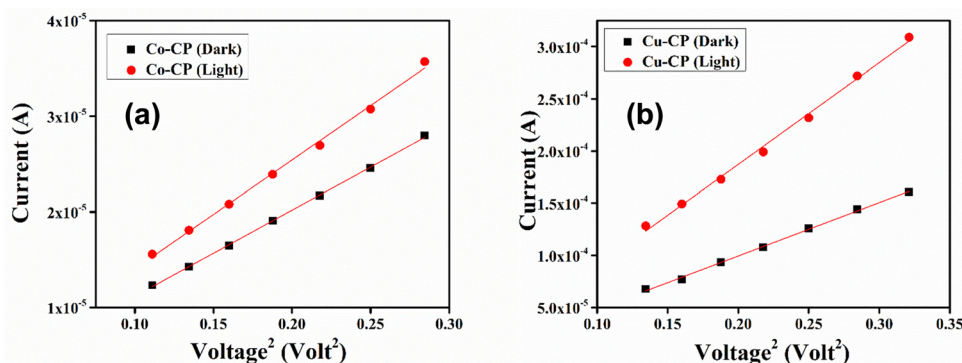 4x10⁻⁵
3x10⁻⁵
2x10⁻⁵
1x10⁻⁵
Current (A)
Co-CP (Dark)
Co-CP (Light)
(a)
0.10 0.15 0.20 0.25 0.30
Voltage² (Volt²)
3.0x10⁻⁴
2.5x10⁻⁴
2.0x10⁻⁴
1.5x10⁻⁴
1.0x10⁻⁴
5.0x10⁻⁵
Current (A)
Cu-CP (Dark)
Cu-CP (Light)
(b)
0.10 0.15 0.20 0.25 0.30 0.35
Voltage² (Volt²)